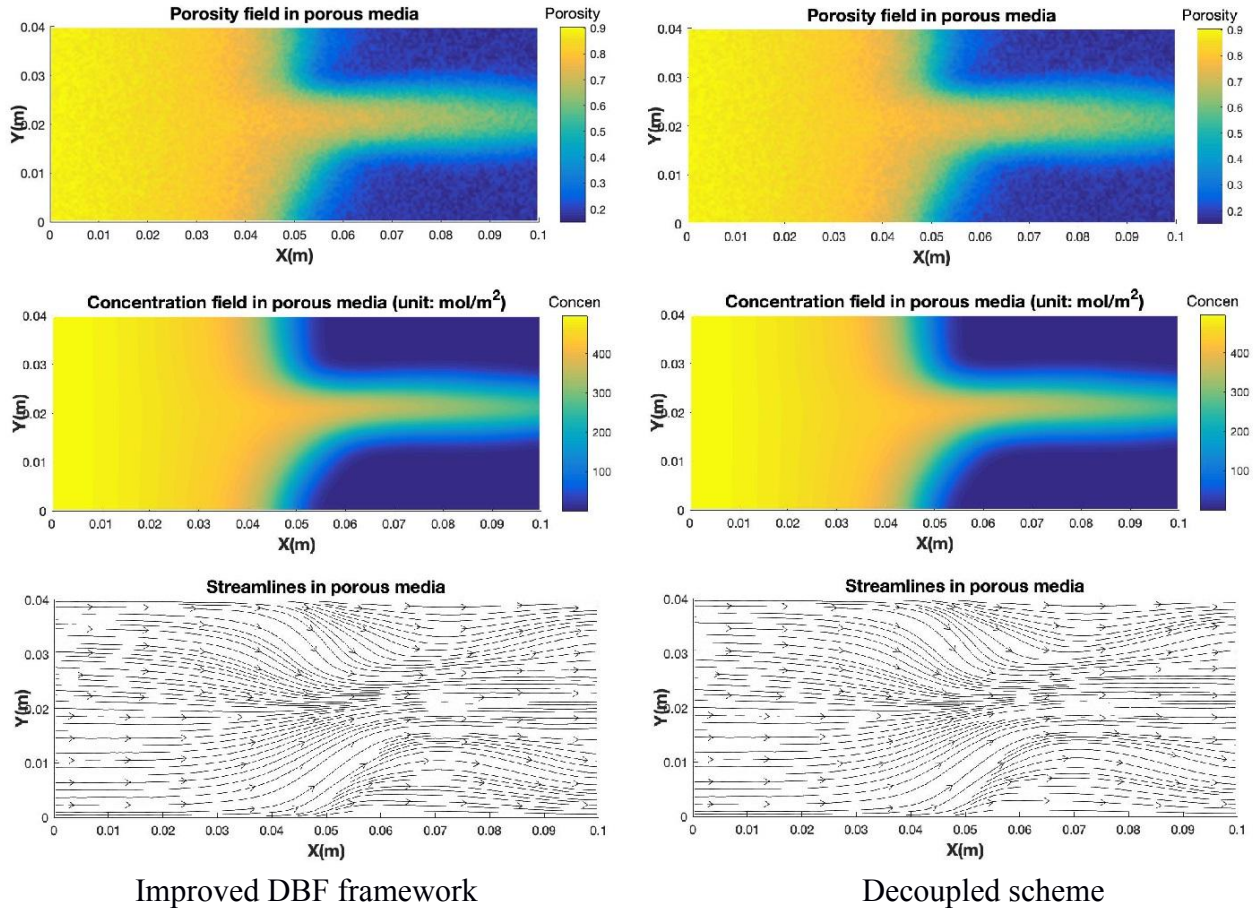 Porosity field in porous media
Porosity
0.04
0.03
0.02
0.01
0
Y(m)
0 0.01 0.02 0.03 0.04 0.05 0.06 0.07 0.08 0.09 0.1
X(m)
0.9
0.8
0.7
0.6
0.5
0.4
0.3
0.2
Porosity field in porous media
Porosity
0.04
0.03
0.02
0.01
0
Y(m)
0 0.01 0.02 0.03 0.04 0.05 0.06 0.07 0.08 0.09 0.1
X(m)
0.9
0.8
0.7
0.6
0.5
0.4
0.3
0.2
Concentration field in porous media (unit: mol/m²)
Concen
0.04
0.03
0.02
0.01
0
Y(m)
0 0.01 0.02 0.03 0.04 0.05 0.06 0.07 0.08 0.09 0.1
X(m)
400
300
200
100
Concentration field in porous media (unit: mol/m²)
Concen
0.04
0.03
0.02
0.01
0
Y(m)
0 0.01 0.02 0.03 0.04 0.05 0.06 0.07 0.08 0.09 0.1
X(m)
400
300
200
100
Streamlines in porous media
0.04
0.03
0.02
0.01
0
Y(m)
0 0.01 0.02 0.03 0.04 0.05 0.06 0.07 0.08 0.09 0.1
X(m)
Streamlines in porous media
0.04
0.03
0.02
0.01
0
Y(m)
0 0.01 0.02 0.03 0.04 0.05 0.06 0.07 0.08 0.09 0.1
X(m)
Improved DBF framework
Decoupled scheme